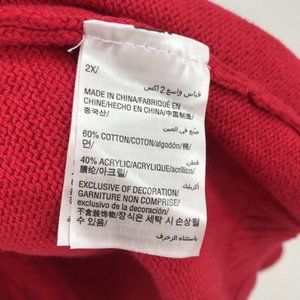 قياس واسع 2 اكس
2X/
MADE IN CHINA/FABRIQUÉ EN
CHINE/HECHO EN CHINA/中国制造/
중국산/
صنع في الصين
60% COTTON/COTON/algodón/棉/
면/
قطن
40% ACRYLIC/ACRYLIQUE/acrílico/
腈纶/아크릴/
أكريليك
EXCLUSIVE OF DECORATION/
GARNITURE NON COMPRISE/
exclusivo de la decoración/
不含装饰/장식은 세탁 시 손상될
수 있음/
باستثناء الزخرف